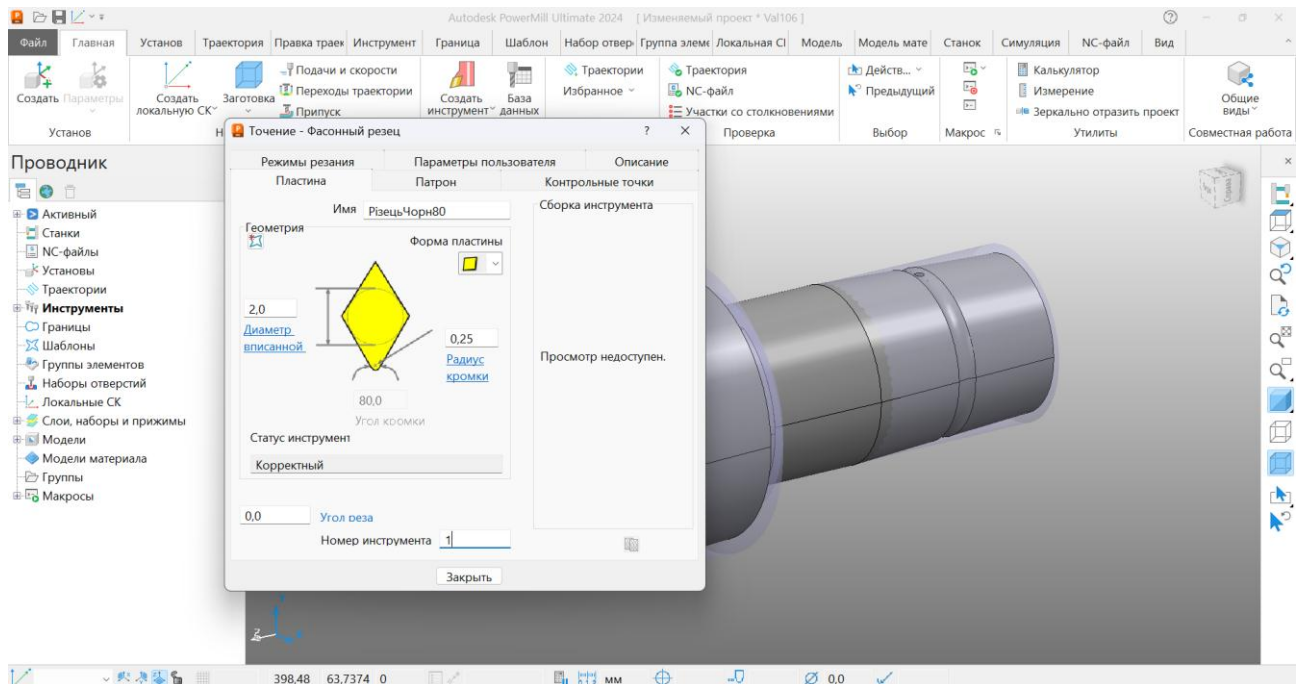 Autodesk PowerMill Ultimate 2024 [ Изменяемый проект * Val106 ]
Файл Главная Установ Траектория Правка траек Инструмент Граница Шаблон Набор отвер Группа элеме Локальная СІ Модель Модель мате Станок Симуляция NC-файл Вид
Создать Параметры Создать локальную СК Заготовка
Подачи и скорости
Переходы траектории
Припуск
Создать инструмент База данных
Траектории
Избранное
Траектория
NC-файл
Участки со столкновениями
Действ...
Предыдущий
Калькулятор
Измерение
Зеркально отразить проект
Общие виды
Установ Н Проверка Выбор Макрос Утилиты Совместная работа
Проводник
Активный
Станки
NC-файлы
Установы
Траектории
Инструменты
Границы
Шаблоны
Группы элементов
Наборы отверстий
Локальные СК
Слои, наборы и прижимы
Модели
Модели материала
Группы
Макросы
Точение - Фасонный резец ? ×
Режимы резания Параметры пользователя Описание
Пластина Патрон Контрольные точки
Имя РізецьЧорн80
Сборка инструмента
Геометрия
Форма пластины
2,0
Диаметр
вписанной
0,25
Радиус
кромки
80,0
Угол кромки
Просмотр недоступен.
Статус инструмент
Корректный
0,0 Угол реза
Номер инструмента 1
Закрыть
Справа
Y
Z
398,48 63,7374 0 мм 0,0